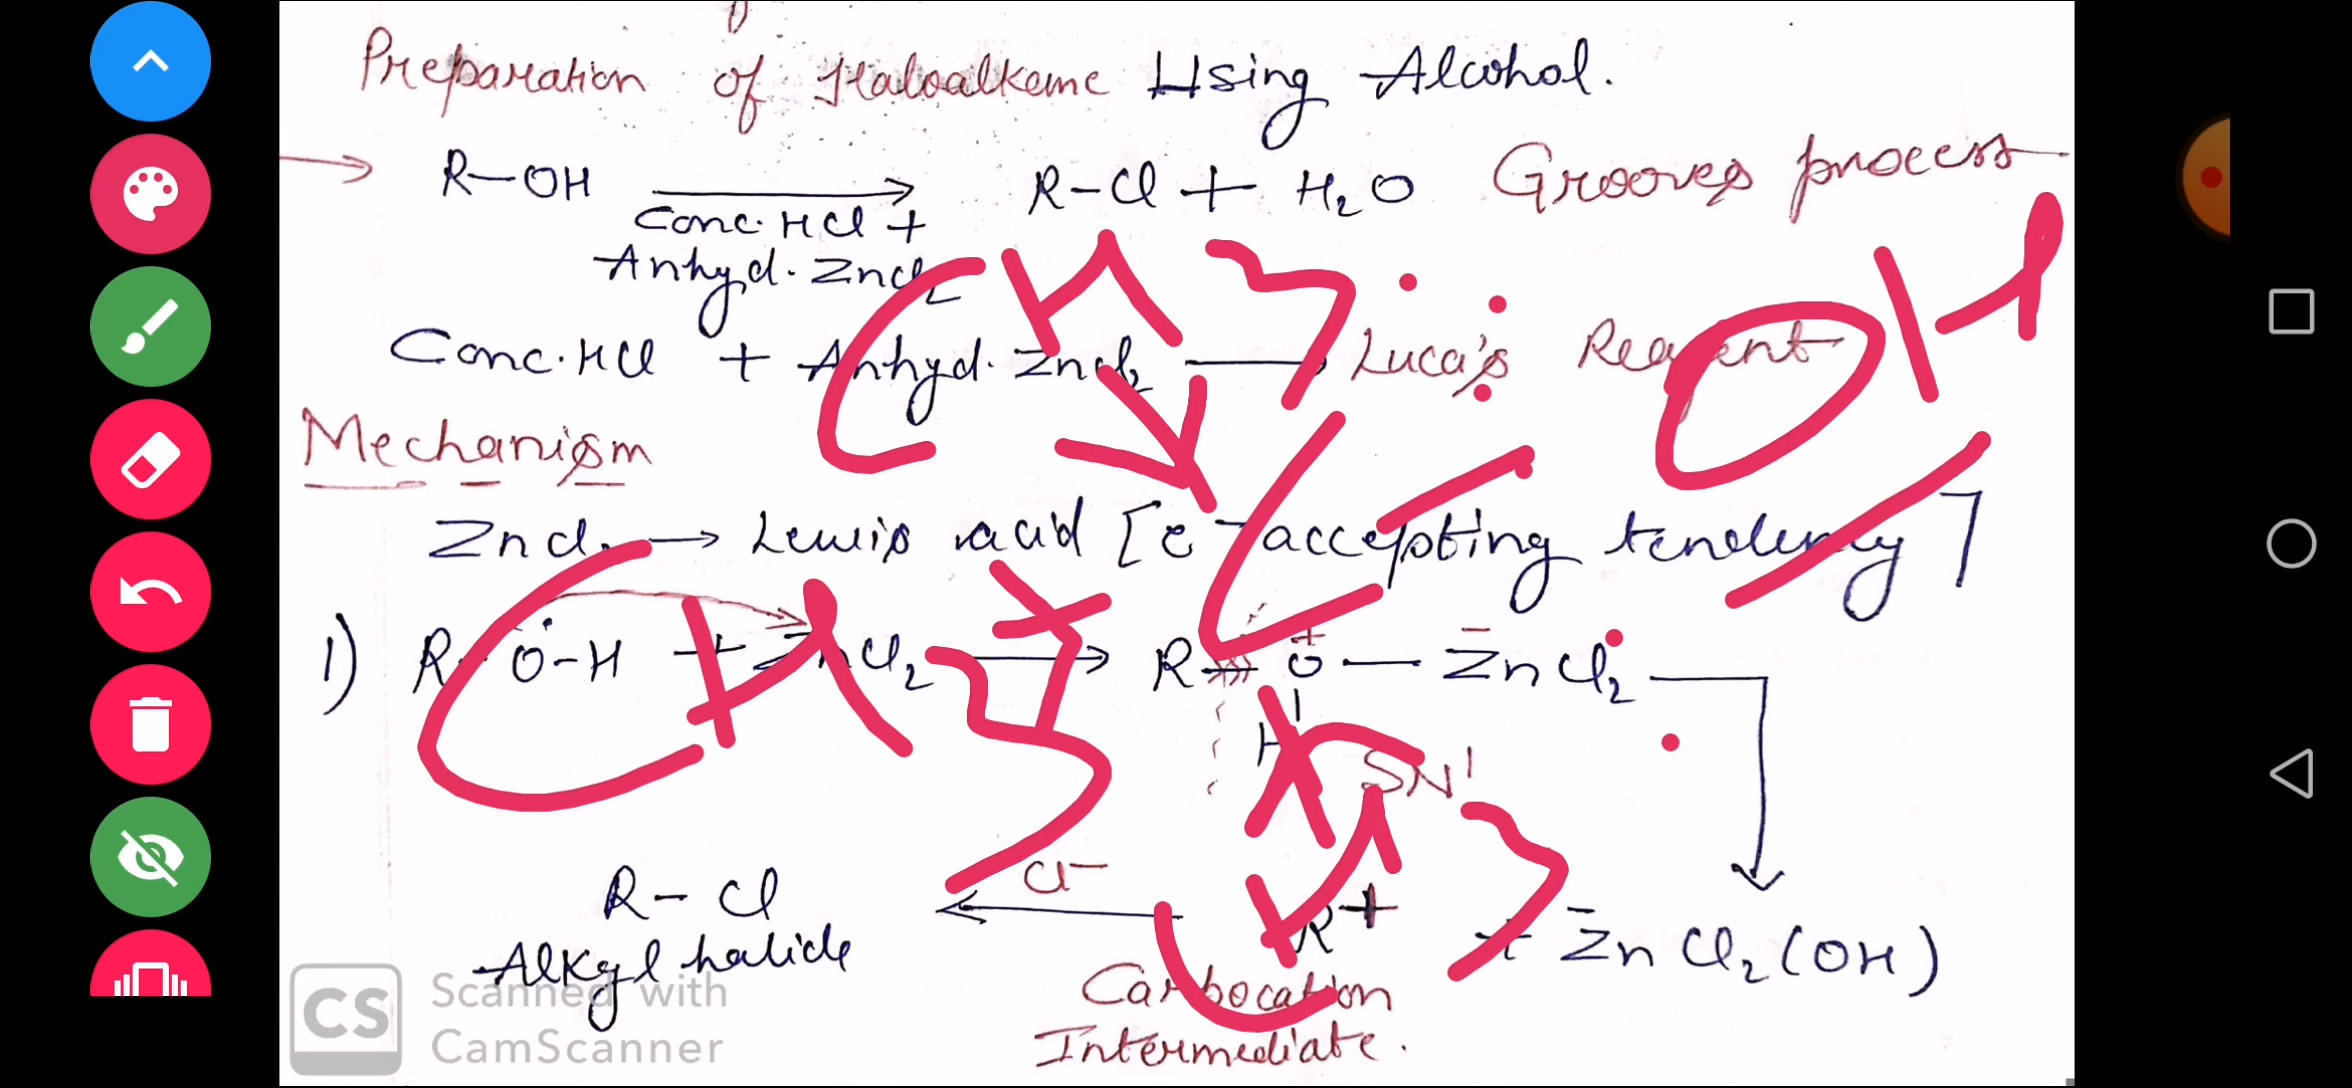 Preparation of Haloalkane Using Alcohol.
R-OH → R-Cl + H₂O Grooves process
Conc. HCl +
Anhyd. ZnCl₂
Conc. HCl + Anhyd. ZnCl₂ → Luca's Reagent
Mechanism
ZnCl₂ → Lewis acid [e⁻ accepting tendency]
1) R-Ö-H + ZnCl₂ → R-O⁺-Z̄nCl₂
H
SN¹
R-Cl ← Cl⁻ R⁺ + Z̄nCl₂(OH)
Alkyl halide
Carbocation
Intermediate.
CS Scanned with
CamScanner